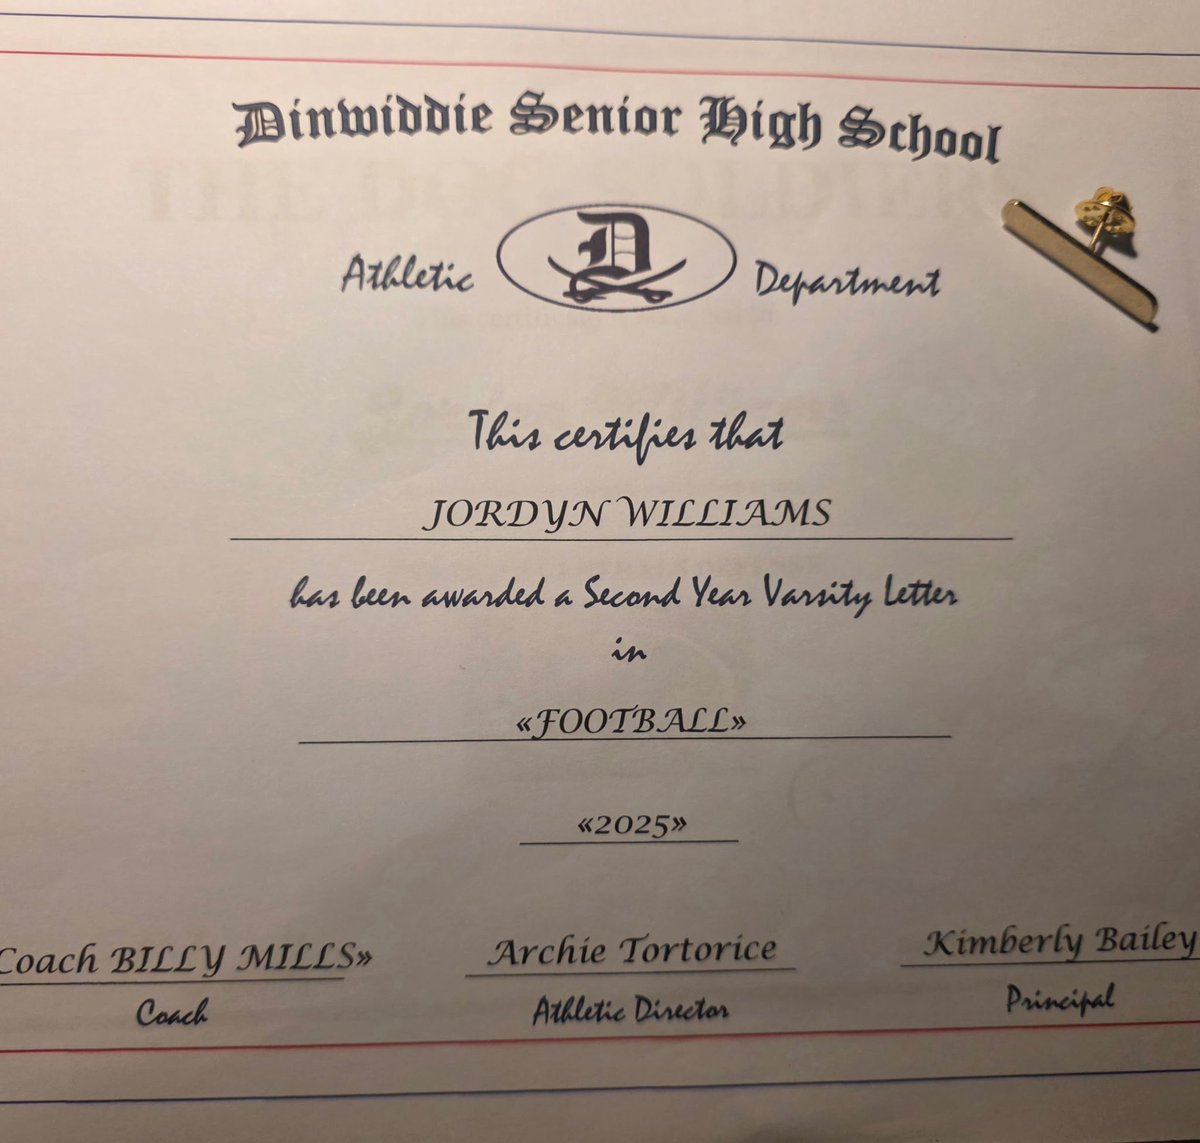 Dinwiddie Senior High School
Athletic D Department
This certifies that
JORDYN WILLIAMS
has been awarded a Second Year Varsity Letter
in
«FOOTBALL»
«2025»
Coach BILLY MILLS» Archie Tortorice Kimberly Bailey
Coach Athletic Director Principal